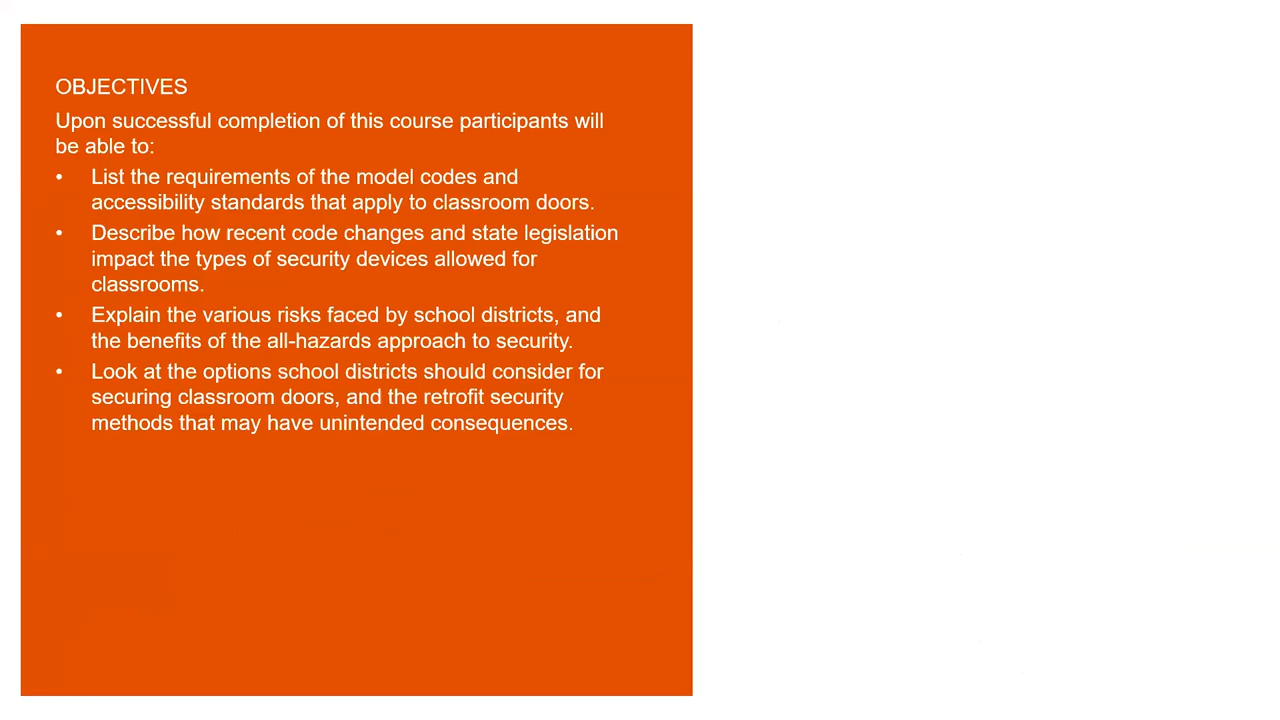 OBJECTIVES
Upon successful completion of this course participants will
be able to:
• List the requirements of the model codes and
accessibility standards that apply to classroom doors.
• Describe how recent code changes and state legislation
impact the types of security devices allowed for
classrooms.
• Explain the various risks faced by school districts, and
the benefits of the all-hazards approach to security.
• Look at the options school districts should consider for
securing classroom doors, and the retrofit security
methods that may have unintended consequences.